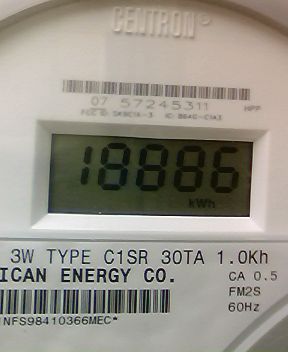 CENTRON®
07 57245311 HPP
18886
kWh
3W TYPE C1SR 30TA 1.0Kh
ICAN ENERGY CO. CA 0.5
FM2S
60Hz
NFS98410366MEC*